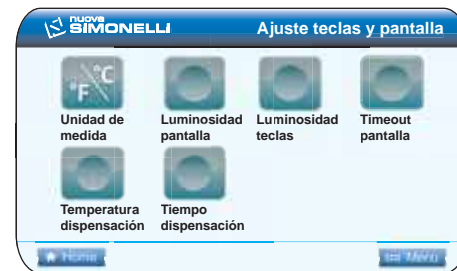 nuova
SIMONELLI
Ajuste teclas y pantalla
°F °C
Unidad de
medida
Luminosidad
pantalla
Luminosidad
teclas
Timeout
pantalla
Temperatura
dispensación
Tiempo
dispensación
Home
Menu